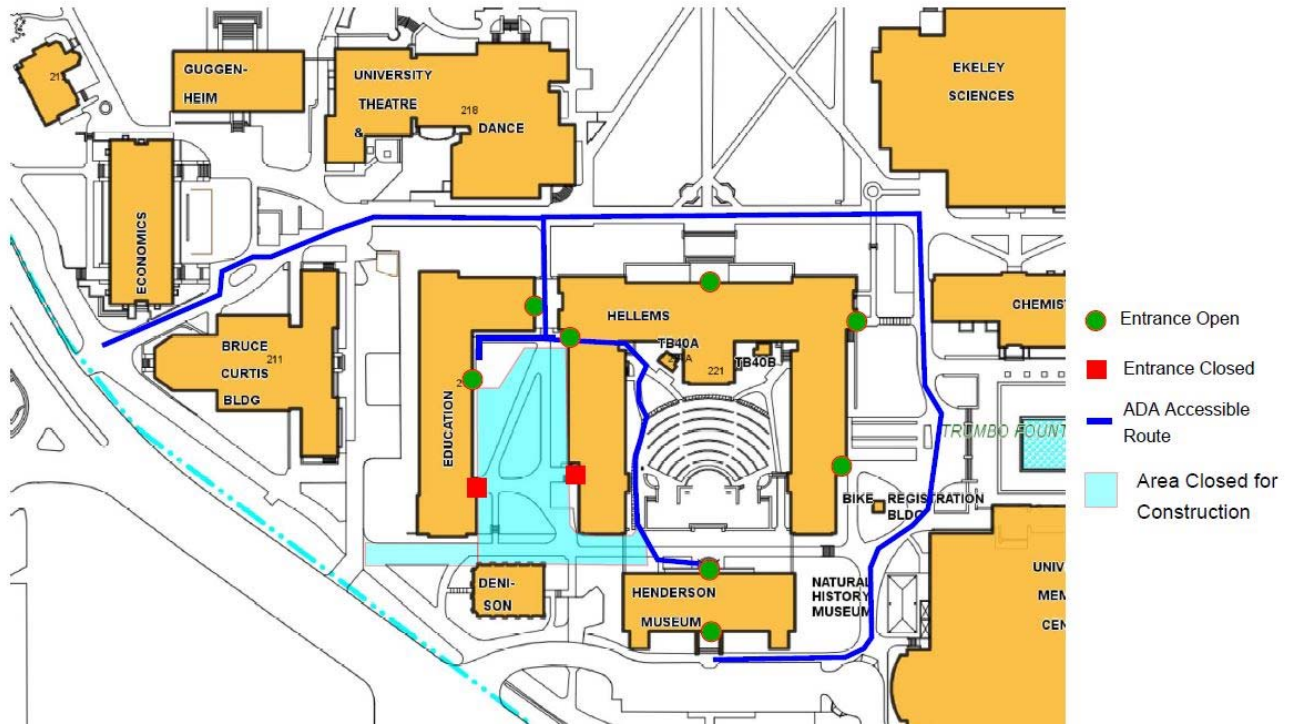 GUGGEN-
HEIM
UNIVERSITY
THEATRE
&
218
DANCE
EKELEY
SCIENCES
ECONOMICS
BRUCE
CURTIS
BLDG
211
EDUCATION
HELLEMS
TB40A
TB40B
221
CHEMIST
TRUMBO FOUNT
BIKE REGISTRATION
BLDG
DENI-
SON
HENDERSON
MUSEUM
NATURAL
HISTORY
MUSEUM
UNIV
MEM
CEN
Entrance Open
Entrance Closed
ADA Accessible
Route
Area Closed for
Construction